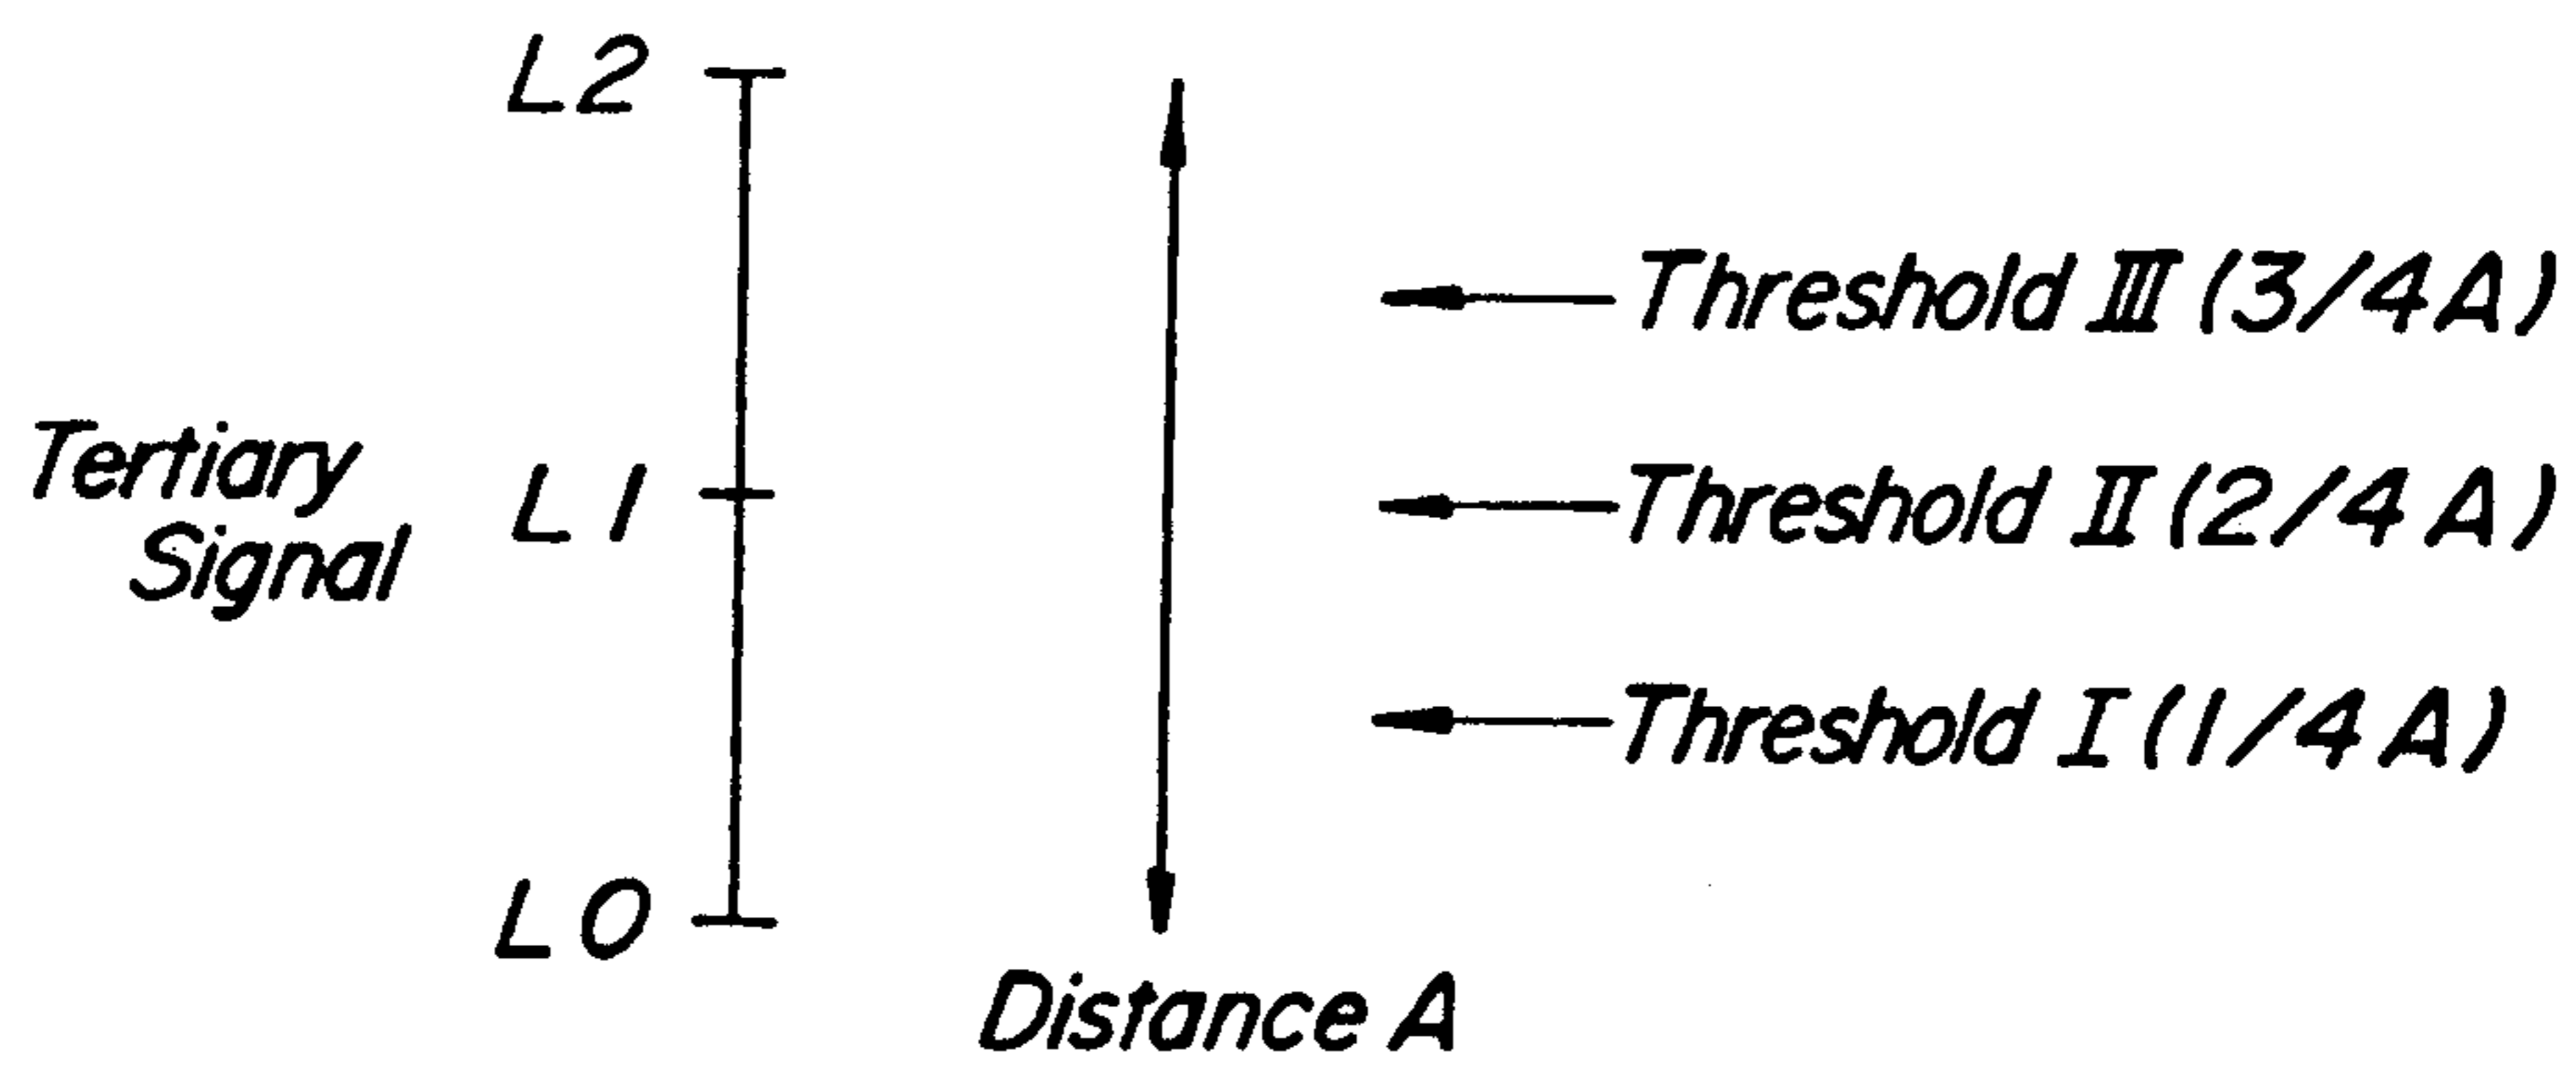 L2
Threshold III (3/4A)
Tertiary
Signal
L1
Threshold II (2/4A)
Threshold I (1/4A)
L0
Distance A